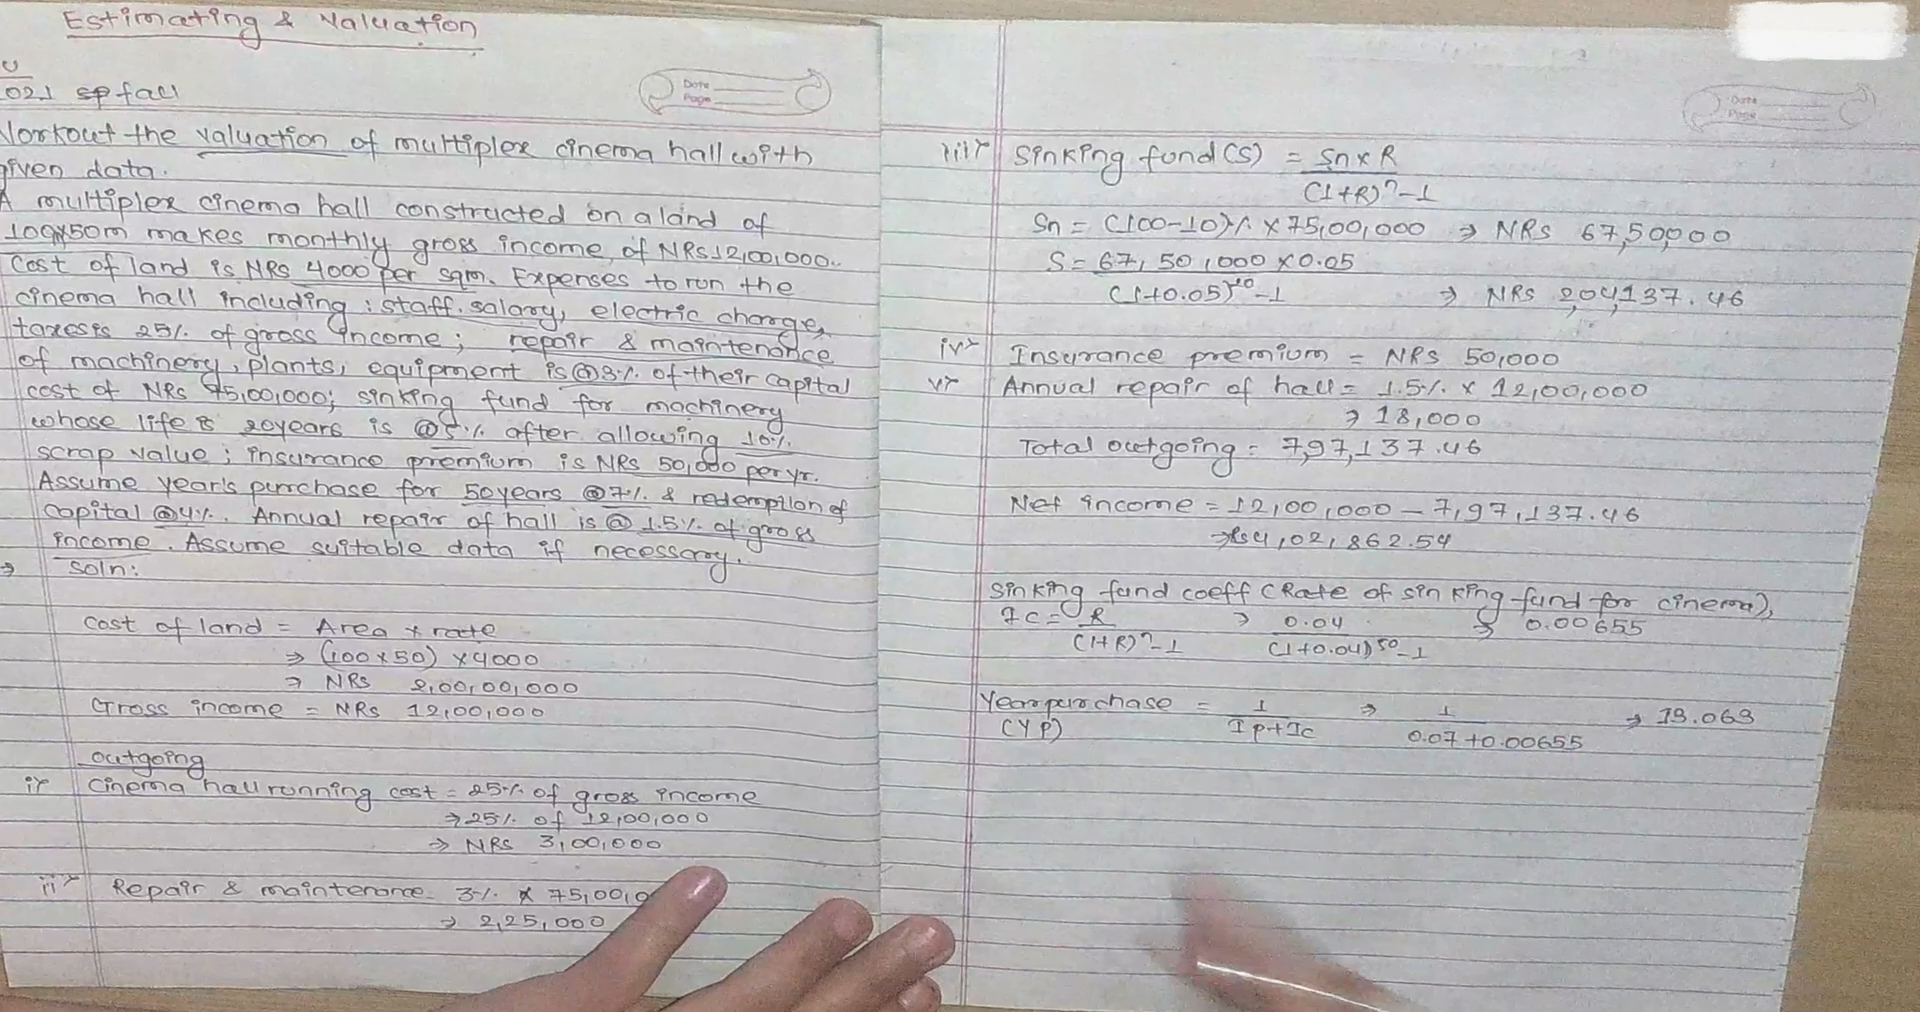 Estimating & Valuation
U
021 sp fall
Date
Page
Workout the valuation of multiplex cinema hall with
given data.
A multiplex cinema hall constructed on a land of
100x50m makes monthly gross income of NRS 12,00,000.
Cost of land is NRS 4000 per sqm. Expenses to run the
cinema hall including : staff. salary, electric charge,
taxes is 25% of gross income ; repair & maintenance
of machinery, plants, equipment is @3% of their capital
cost of NRS 75,00,000; sinking fund for machinery
whose life is 20years is @5% after allowing 10%
scrap value ; insurance premium is NRS 50,000 per yr.
Assume year's purchase for 50years @7% & redemption of
capital @4%. Annual repair of hall is @ 1.5% of gross
income. Assume suitable data if necessary.
⇒ Soln:
Cost of land = Area * rate
⇒ (100 x 50) x 4000
⇒ NRS 2,00,00,000
Gross income = NRS 12,00,000
outgoing
i) Cinema hall running cost = 25% of gross income
⇒ 25% of 12,00,000
⇒ NRS 3,00,000
ii) Repair & maintenance = 3% x 75,00,0
⇒ 2,25,000
Date
Page
iii) Sinking fund (S) = Sn x R
(1+R)ⁿ-1
Sn = (100-10)% x 75,00,000 ⇒ NRS 67,50,000
S = 67,50,000 x 0.05
(1+0.05)²⁰-1 ⇒ NRS 2,04,137.46
iv) Insurance premium = NRS 50,000
v) Annual repair of hall = 1.5% x 12,00,000
⇒ 18,000
Total outgoing = 7,97,137.46
Net income = 12,00,000 - 7,97,137.46
⇒ 4,02,862.54
Sinking fund coeff (Rate of sinking fund for cinema),
Ic = R ⇒ 0.04 ⇒ 0.00655
(1+R)ⁿ-1 (1+0.04)⁵⁰-1
Year purchase = 1 ⇒ 1 ⇒ 13.063
(YP) Ip+Ic 0.07+0.00655